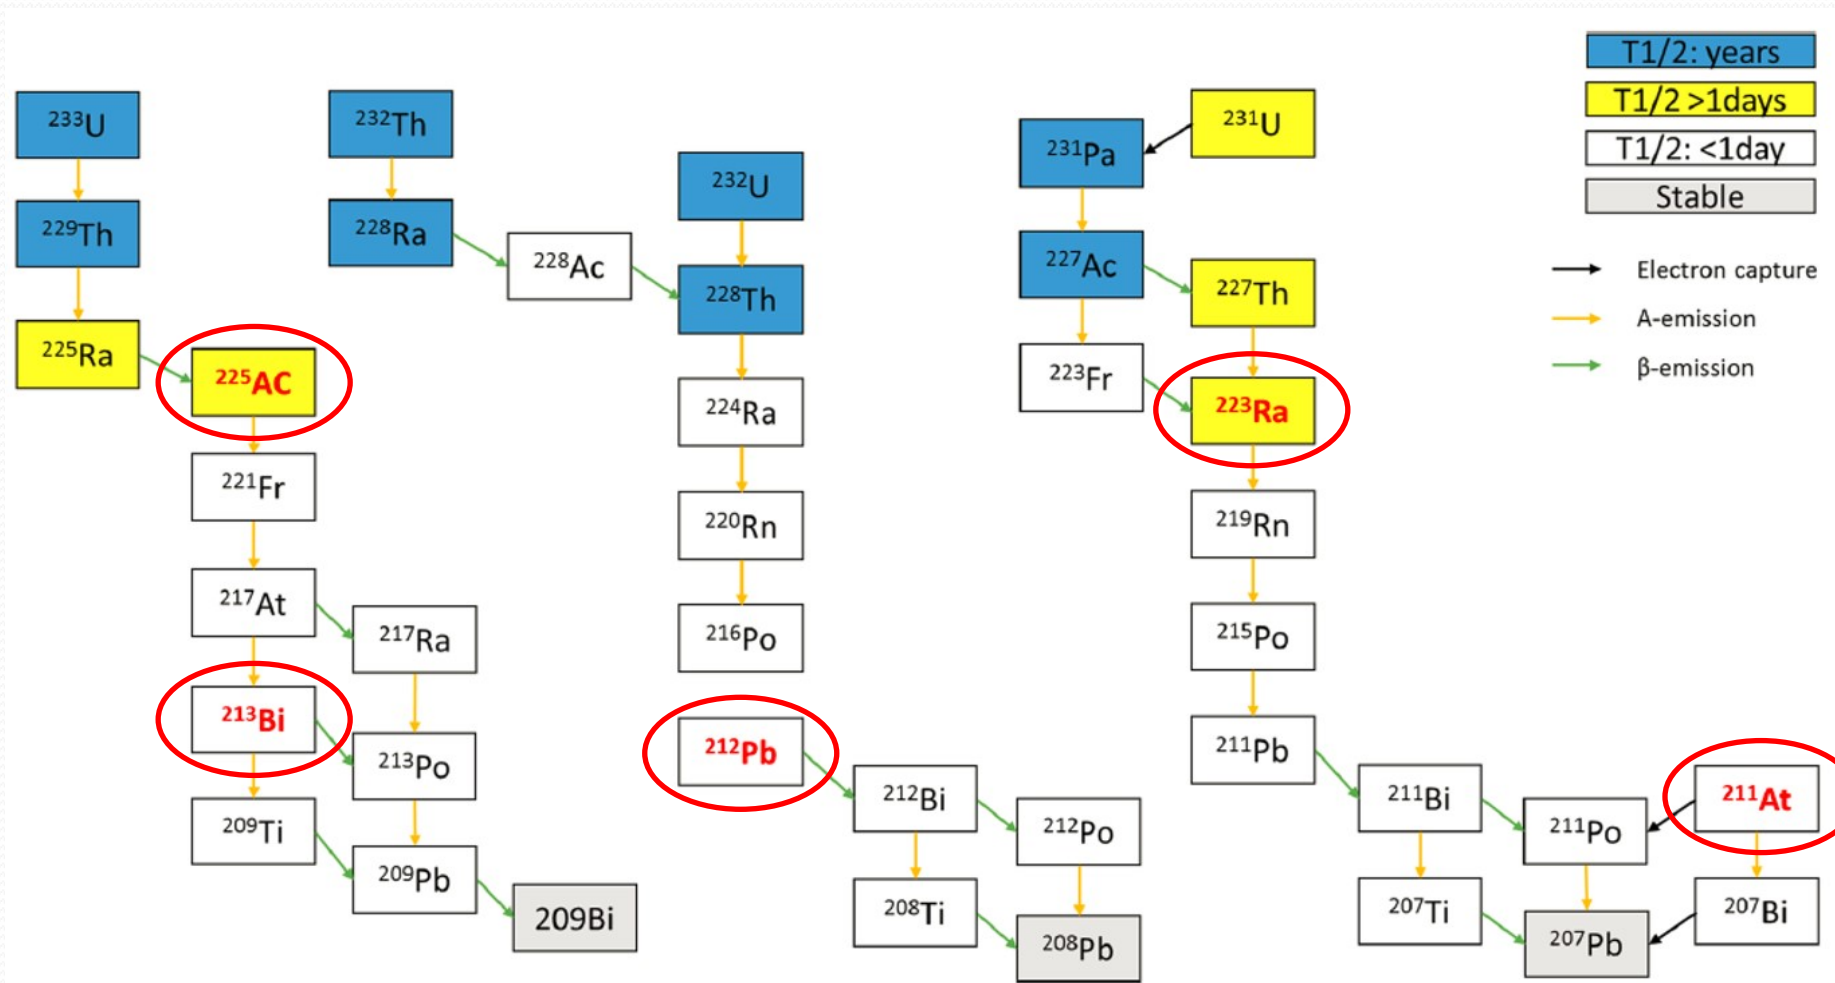 T1/2: years
T1/2 >1days
T1/2: <1day
Stable
Electron capture
A-emission
β-emission
²³³U
²²⁹Th
²²⁵Ra
²²⁵AC
²²¹Fr
²¹⁷At
²¹⁷Ra
²¹³Bi
²¹³Po
²⁰⁹Ti
²⁰⁹Pb
209Bi
²³²Th
²²⁸Ra
²²⁸Ac
²³²U
²²⁸Th
²²⁴Ra
²²⁰Rn
²¹⁶Po
²¹²Pb
²¹²Bi
²¹²Po
²⁰⁸Ti
²⁰⁸Pb
²³¹U
²³¹Pa
²²⁷Ac
²²⁷Th
²²³Fr
²²³Ra
²¹⁹Rn
²¹⁵Po
²¹¹Pb
²¹¹Bi
²¹¹Po
²¹¹At
²⁰⁷Ti
²⁰⁷Pb
²⁰⁷Bi